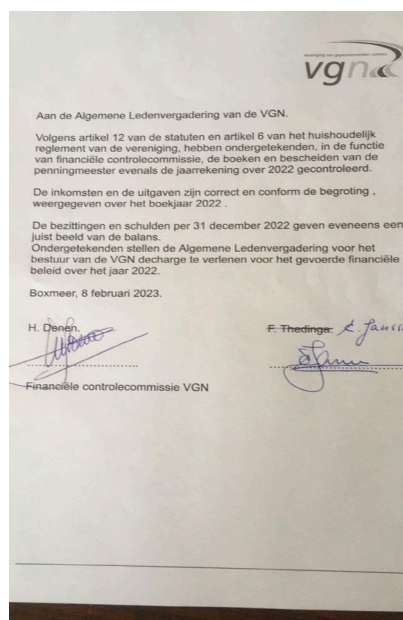 vgn
Aan de Algemene Ledenvergadering van de VGN.
Volgens artikel 12 van de statuten en artikel 6 van het huishoudelijk
reglement van de vereniging, hebben ondergetekenden, in de functie
van financiële controlecommissie, de boeken en bescheiden van de
penningmeester evenals de jaarrekening over 2022 gecontroleerd.
De inkomsten en de uitgaven zijn correct en conform de begroting ,
weergegeven over het boekjaar 2022 .
De bezittingen en schulden per 31 december 2022 geven eveneens een
juist beeld van de balans.
Ondergetekenden stellen de Algemene Ledenvergadering voor het
bestuur van de VGN decharge te verlenen voor het gevoerde financiële
beleid over het jaar 2022.
Boxmeer, 8 februari 2023.
H. Denen. F. Thedinga.
Financiële controlecommissie VGN